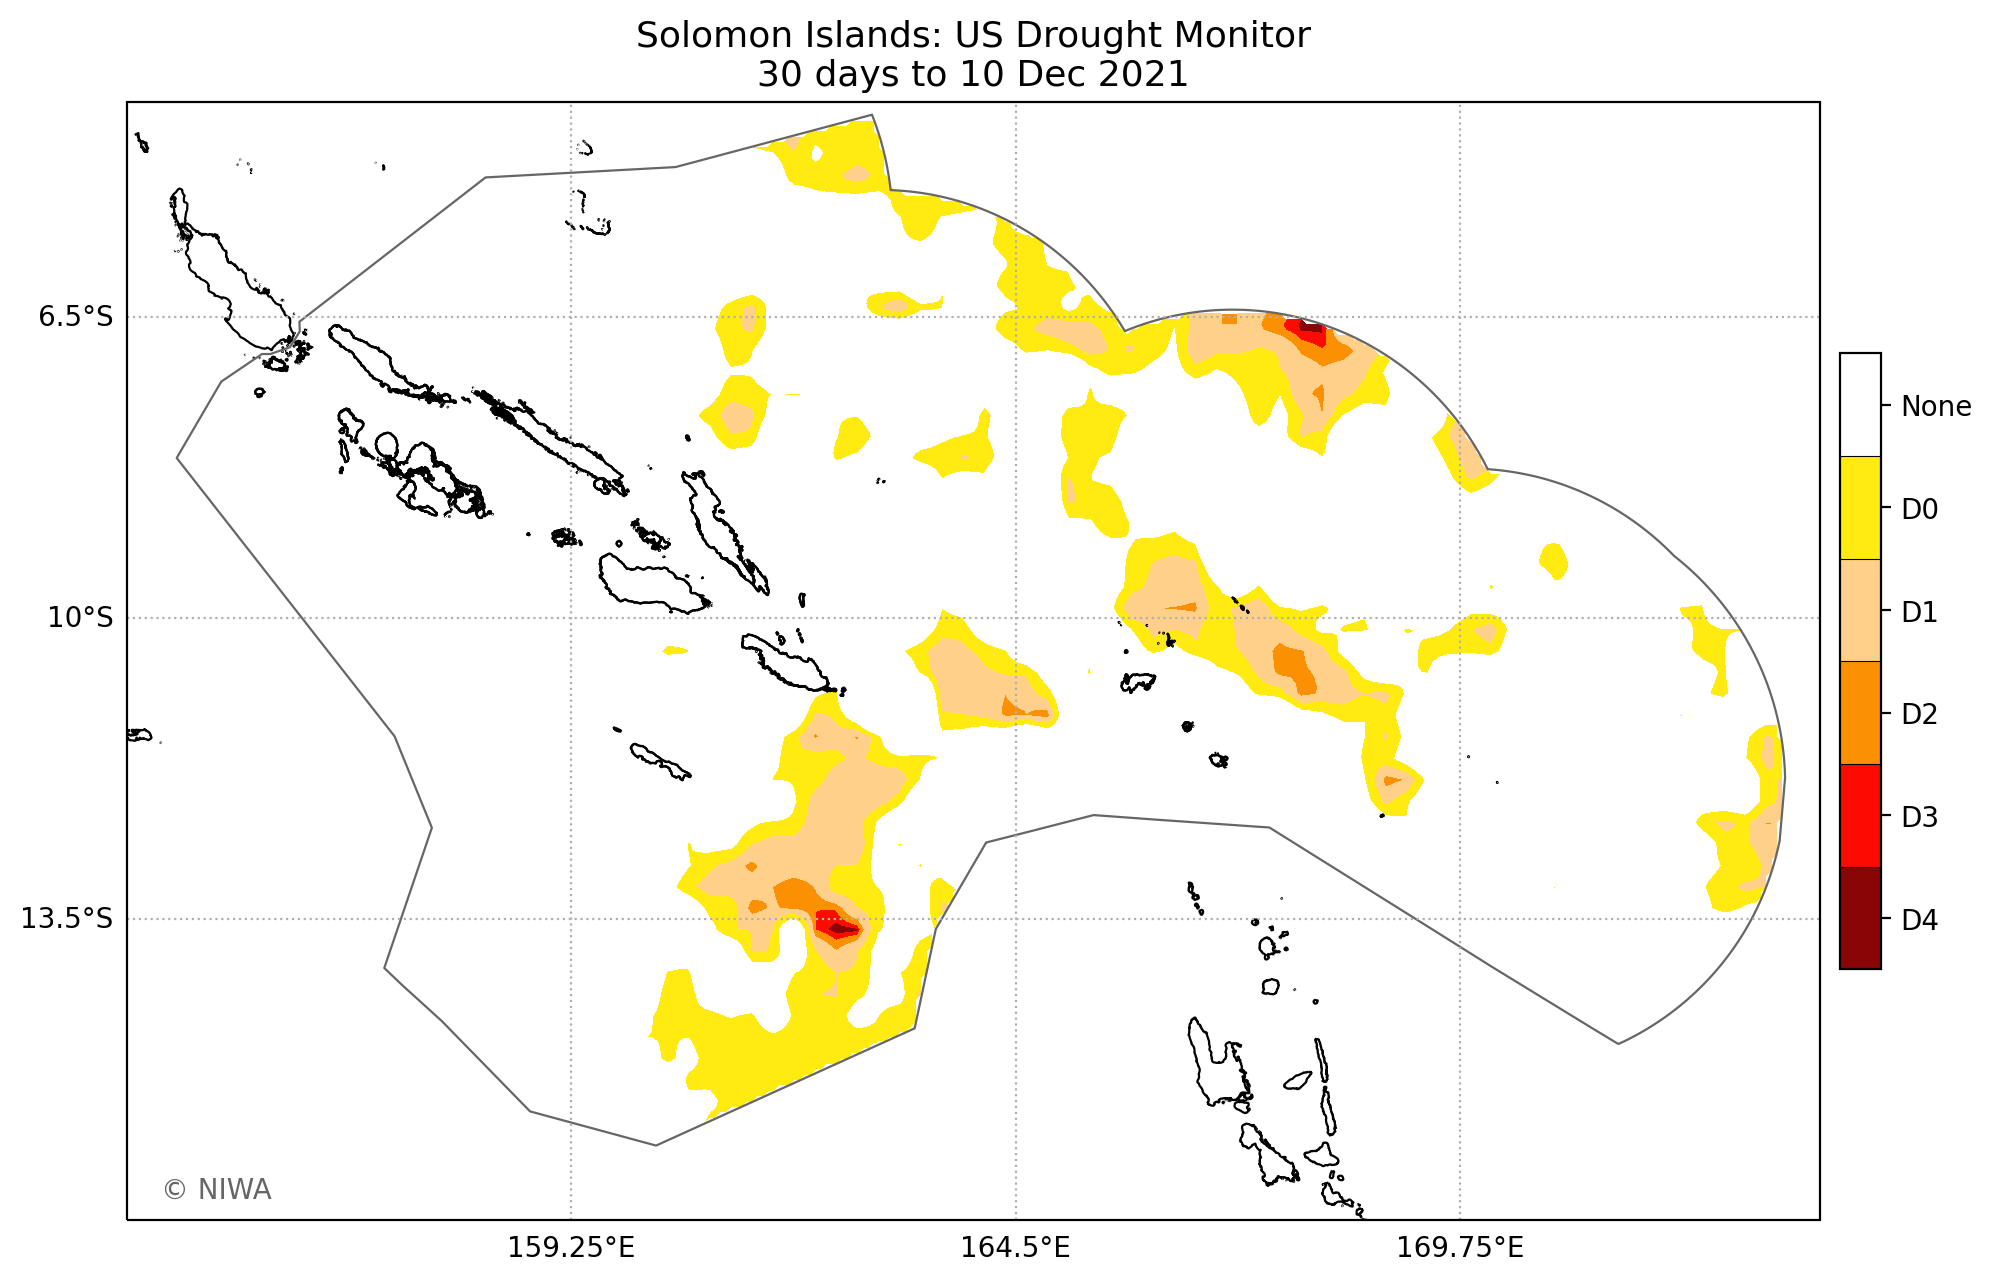 Solomon Islands: US Drought Monitor
30 days to 10 Dec 2021
6.5°S
10°S
13.5°S
159.25°E
164.5°E
169.75°E
None
D0
D1
D2
D3
D4
© NIWA